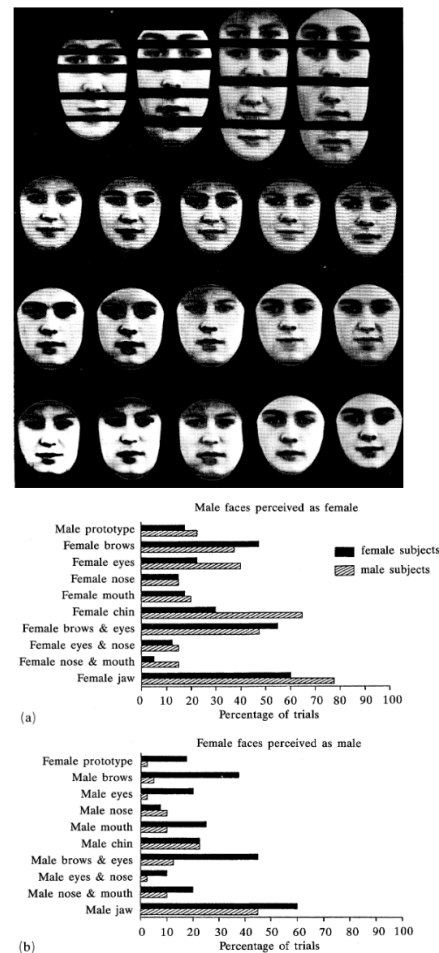 Male faces perceived as female
Male prototype
Female brows
Female eyes
Female nose
Female mouth
Female chin
Female brows & eyes
Female eyes & nose
Female nose & mouth
Female jaw
female subjects
male subjects
0 10 20 30 40 50 60 70 80 90 100
(a)
Percentage of trials
Female faces perceived as male
Female prototype
Male brows
Male eyes
Male nose
Male mouth
Male chin
Male brows & eyes
Male eyes & nose
Male nose & mouth
Male jaw
0 10 20 30 40 50 60 70 80 90 100
(b)
Percentage of trials